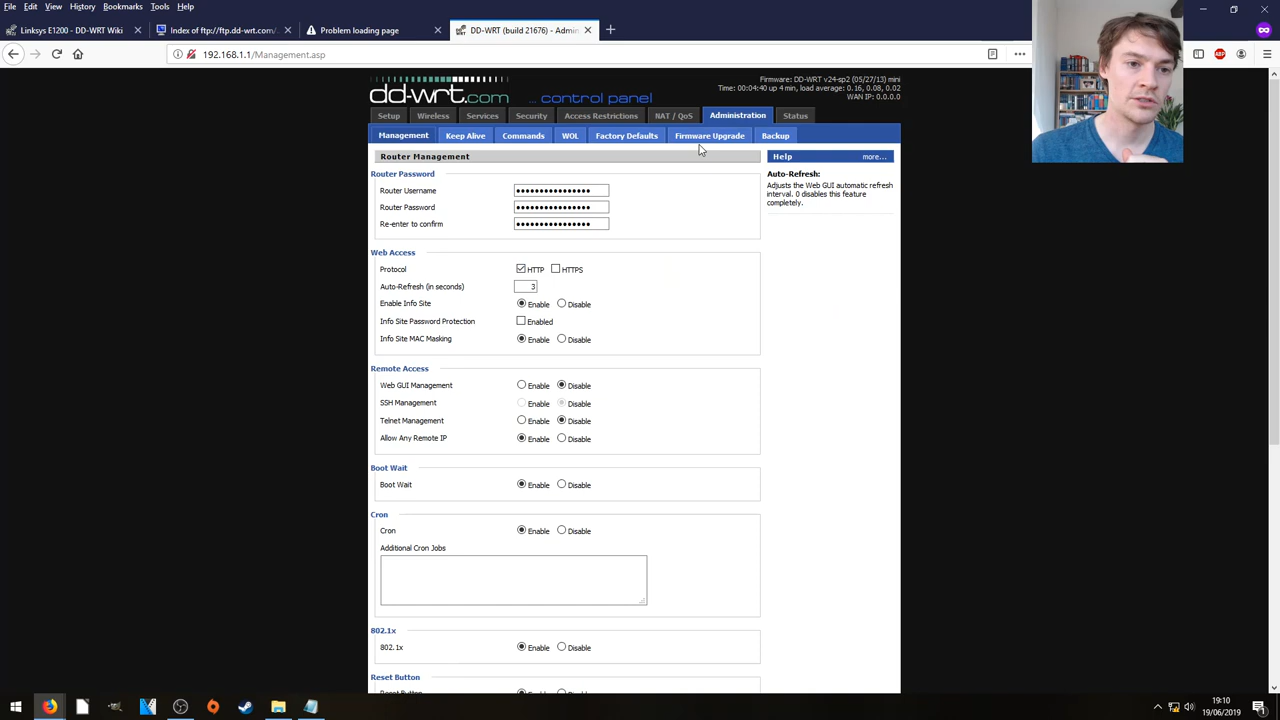 File Edit View History Bookmarks Tools Help
Linksys E1200 - DD-WRT Wiki
Index of ftp://ftp.dd-wrt.com/
Problem loading page
DD-WRT (build 21676) - Admin
192.168.1.1/Management.asp
ABP
dd-wrt.com ... control panel
Firmware: DD-WRT v24-sp2 (05/27/13) mini
Time: 00:04:40 up 4 min, load average: 0.16, 0.08, 0.02
WAN IP: 0.0.0.0
Setup Wireless Services Security Access Restrictions NAT / QoS Administration Status
Management Keep Alive Commands WOL Factory Defaults Firmware Upgrade Backup
Router Management
Router Password
Router Username ••••••••••••••••
Router Password ••••••••••••••••
Re-enter to confirm ••••••••••••••••
Web Access
Protocol HTTP HTTPS
Auto-Refresh (in seconds) 3
Enable Info Site Enable Disable
Info Site Password Protection Enabled
Info Site MAC Masking Enable Disable
Remote Access
Web GUI Management Enable Disable
SSH Management Enable Disable
Telnet Management Enable Disable
Allow Any Remote IP Enable Disable
Boot Wait
Boot Wait Enable Disable
Cron
Cron Enable Disable
Additional Cron Jobs
802.1x
802.1x Enable Disable
Reset Button
Reset Button Enable Disable
Help more...
Auto-Refresh:
Adjusts the Web GUI automatic refresh
interval. 0 disables this feature
completely.
19:10
19/06/2019